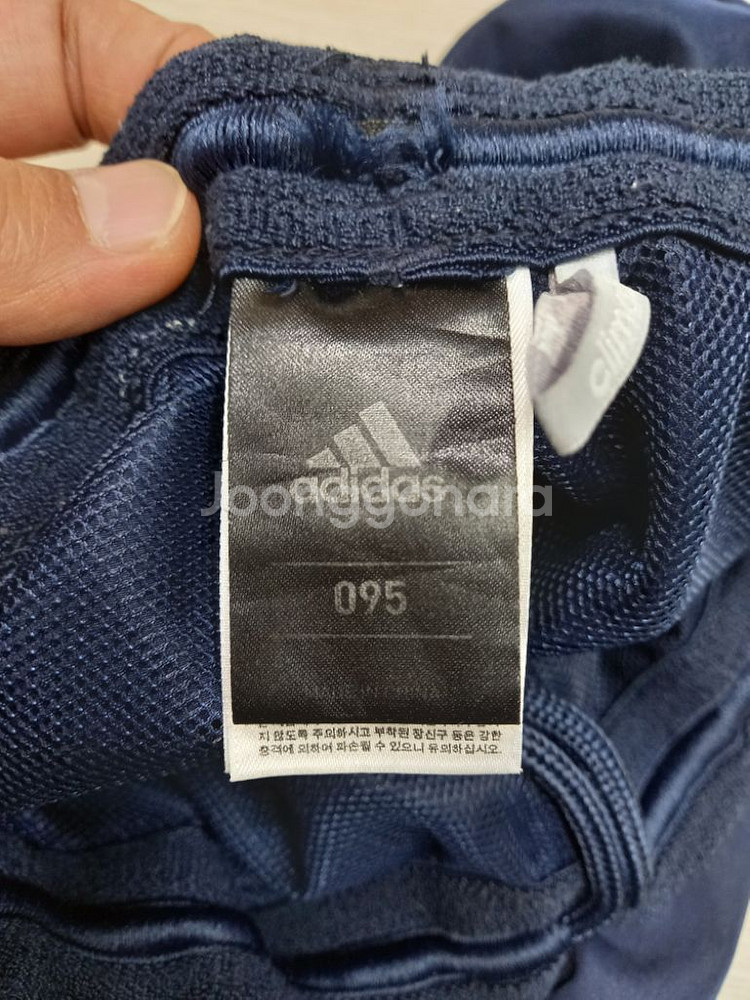 clim
adidas
Joonggonara
095
MADE IN CHINA
지 않도록 주의하시고 부착된 장신구 등은 강한
충격에 의하여 파손될 수 있으니 유의하십시오.